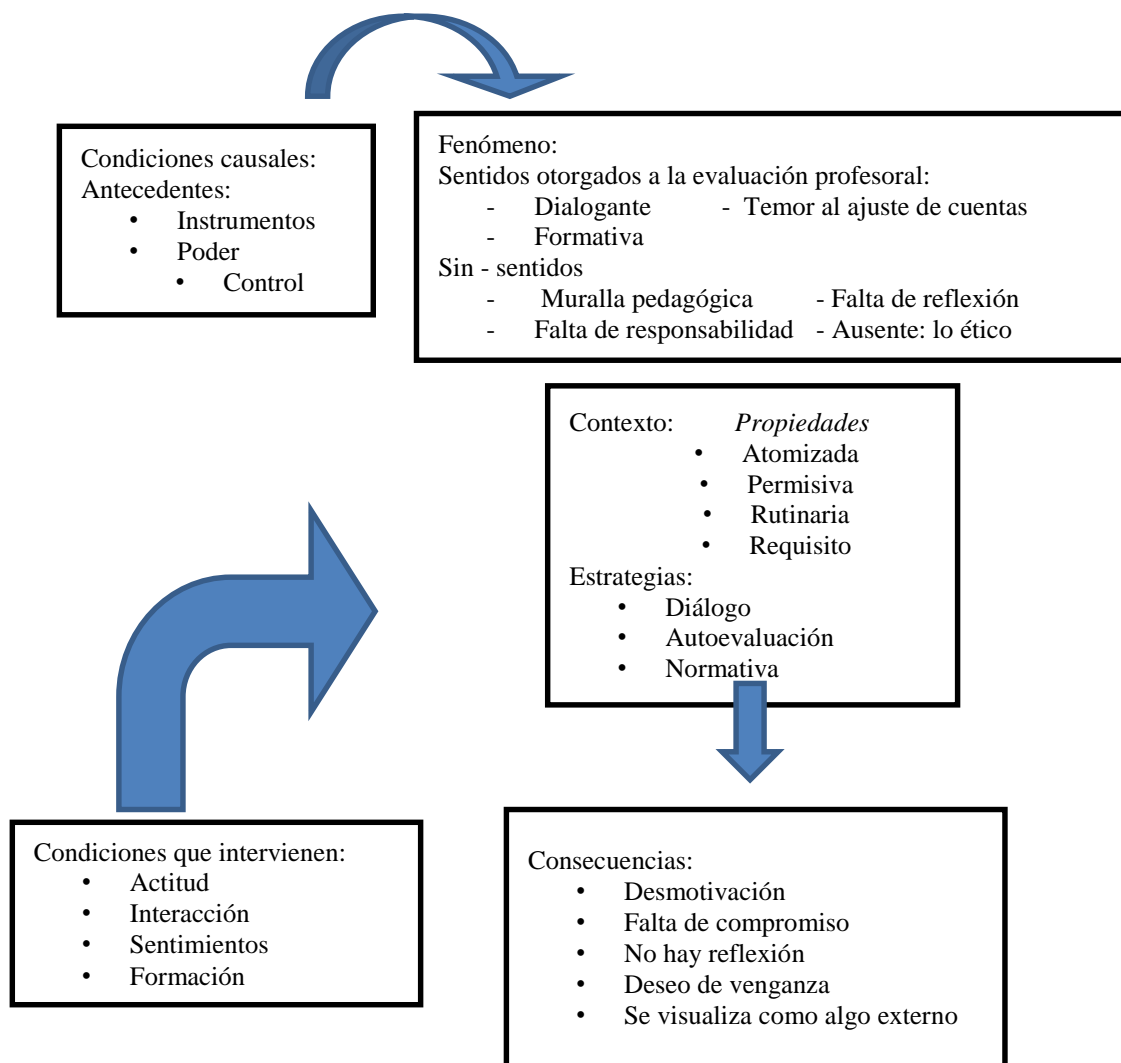 Condiciones causales:
Antecedentes:
• Instrumentos
• Poder
• Control
Fenómeno:
Sentidos otorgados a la evaluación profesoral:
- Dialogante - Temor al ajuste de cuentas
- Formativa
Sin - sentidos
- Muralla pedagógica - Falta de reflexión
- Falta de responsabilidad - Ausente: lo ético
Contexto: Propiedades
• Atomizada
• Permisiva
• Rutinaria
• Requisito
Estrategias:
• Diálogo
• Autoevaluación
• Normativa
Condiciones que intervienen:
• Actitud
• Interacción
• Sentimientos
• Formación
Consecuencias:
• Desmotivación
• Falta de compromiso
• No hay reflexión
• Deseo de venganza
• Se visualiza como algo externo